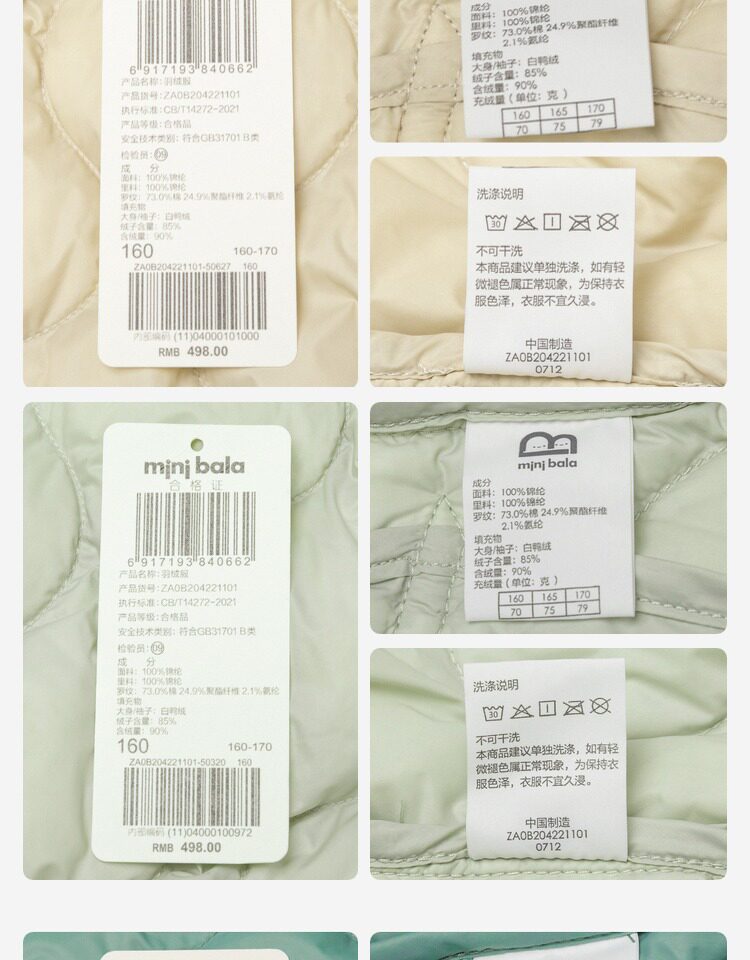 6 917193 840662
产品名称:羽绒服
产品货号: ZA0B204221101
执行标准: CB/T14272-2021
产品等级: 合格品
安全技术类别: 符合GB31701 B类
检验员: 09
成 分
面料: 100%锦纶
里料: 100%锦纶
罗纹: 73.0%棉 24.9%聚酯纤维 2.1%氨纶
填充物
大身/袖子: 白鸭绒
绒子含量: 85%
含绒量: 90%
160 160-170
ZA0B204221101-50627 160
内部编码 (11)04000101000
RMB 498.00
成分
面料: 100%锦纶
里料: 100%锦纶
罗纹: 73.0%棉 24.9%聚酯纤维
2.1%氨纶
填充物
大身/袖子: 白鸭绒
绒子含量: 85%
含绒量: 90%
充绒量 (单位: 克)
160 165 170
70 75 79
洗涤说明
30
不可干洗
本商品建议单独洗涤，如有轻
微褪色属正常现象，为保持衣
服色泽，衣服不宜久浸。
中国制造
ZA0B204221101
0712
mini bala
合格证
6 917193 840662
产品名称:羽绒服
产品货号: ZA0B204221101
执行标准: CB/T14272-2021
产品等级: 合格品
安全技术类别: 符合GB31701 B类
检验员: 09
成 分
面料: 100%锦纶
里料: 100%锦纶
罗纹: 73.0%棉 24.9%聚酯纤维 2.1%氨纶
填充物
大身/袖子: 白鸭绒
绒子含量: 85%
含绒量: 90%
160 160-170
ZA0B204221101-50320 160
内部编码 (11)04000100972
RMB 498.00
mini bala
成分
面料: 100%锦纶
里料: 100%锦纶
罗纹: 73.0%棉 24.9%聚酯纤维
2.1%氨纶
填充物
大身/袖子: 白鸭绒
绒子含量: 85%
含绒量: 90%
充绒量 (单位: 克)
160 165 170
70 75 79
洗涤说明
30
不可干洗
本商品建议单独洗涤，如有轻
微褪色属正常现象，为保持衣
服色泽，衣服不宜久浸。
中国制造
ZA0B204221101
0712